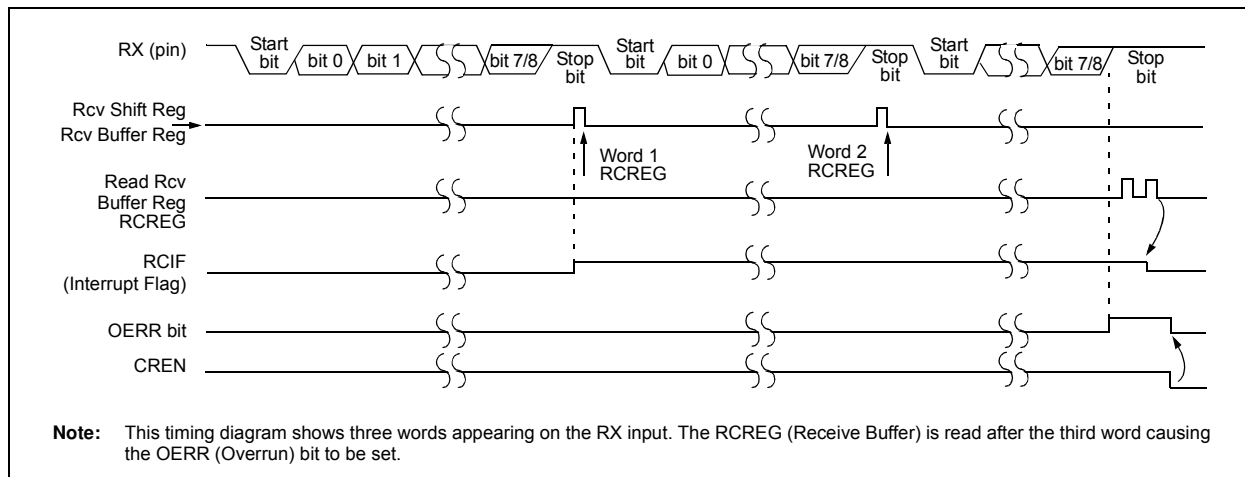 RX (pin)
Start bit
bit 0
bit 1
bit 7/8
Stop bit
Start bit
bit 0
bit 7/8
Stop bit
Start bit
bit 7/8
Stop bit
Rcv Shift Reg
Rcv Buffer Reg
Word 1
RCREG
Word 2
RCREG
Read Rcv
Buffer Reg
RCREG
RCIF
(Interrupt Flag)
OERR bit
CREN
Note: This timing diagram shows three words appearing on the RX input. The RCREG (Receive Buffer) is read after the third word causing
the OERR (Overrun) bit to be set.